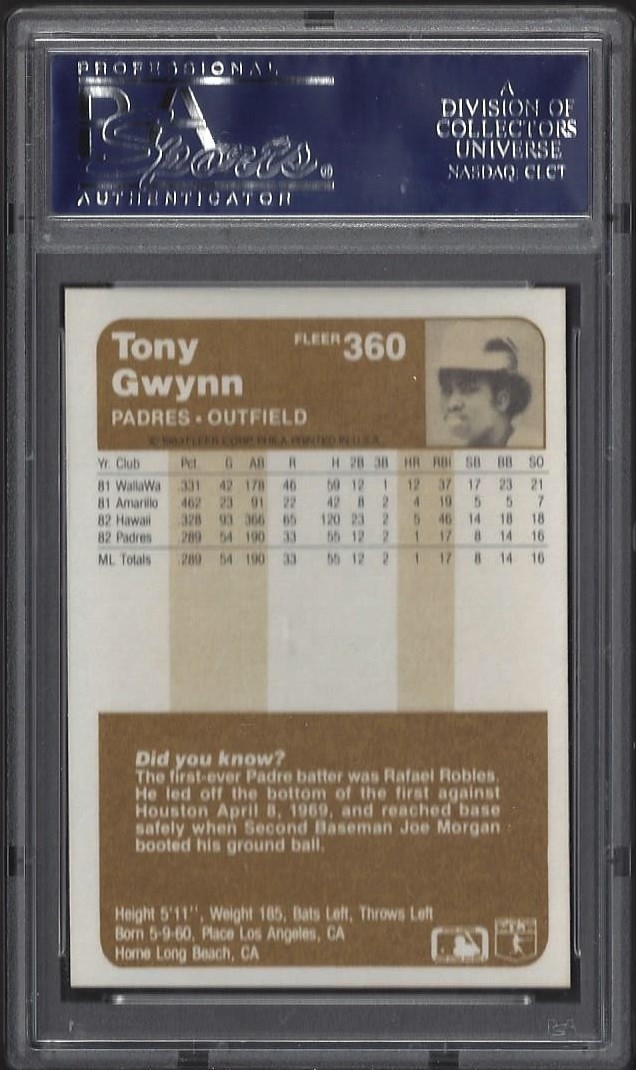 PROFESSIONAL
PSA
Sports®
AUTHENTICATOR
A
DIVISION OF
COLLECTORS
UNIVERSE
NASDAQ: CLCT
Tony
Gwynn
FLEER 360
PADRES • OUTFIELD
© 1983 FLEER CORP. PHILA. PRINTED IN U.S.A.
Yr. Club Pct. G AB R H 2B 3B HR RBI SB BB SO
81 WallaWa .331 42 178 46 59 12 1 12 37 17 23 21
81 Amarillo .462 23 91 22 42 8 2 4 19 5 5 7
82 Hawaii .328 93 366 65 120 23 2 5 46 14 18 18
82 Padres .289 54 190 33 55 12 2 1 17 8 14 16
ML Totals .289 54 190 33 55 12 2 1 17 8 14 16
Did you know?
The first-ever Padre batter was Rafael Robles.
He led off the bottom of the first against
Houston April 8, 1969, and reached base
safely when Second Baseman Joe Morgan
booted his ground ball.
Height 5'11", Weight 185, Bats Left, Throws Left
Born 5-9-60, Place Los Angeles, CA
Home Long Beach, CA
PSA